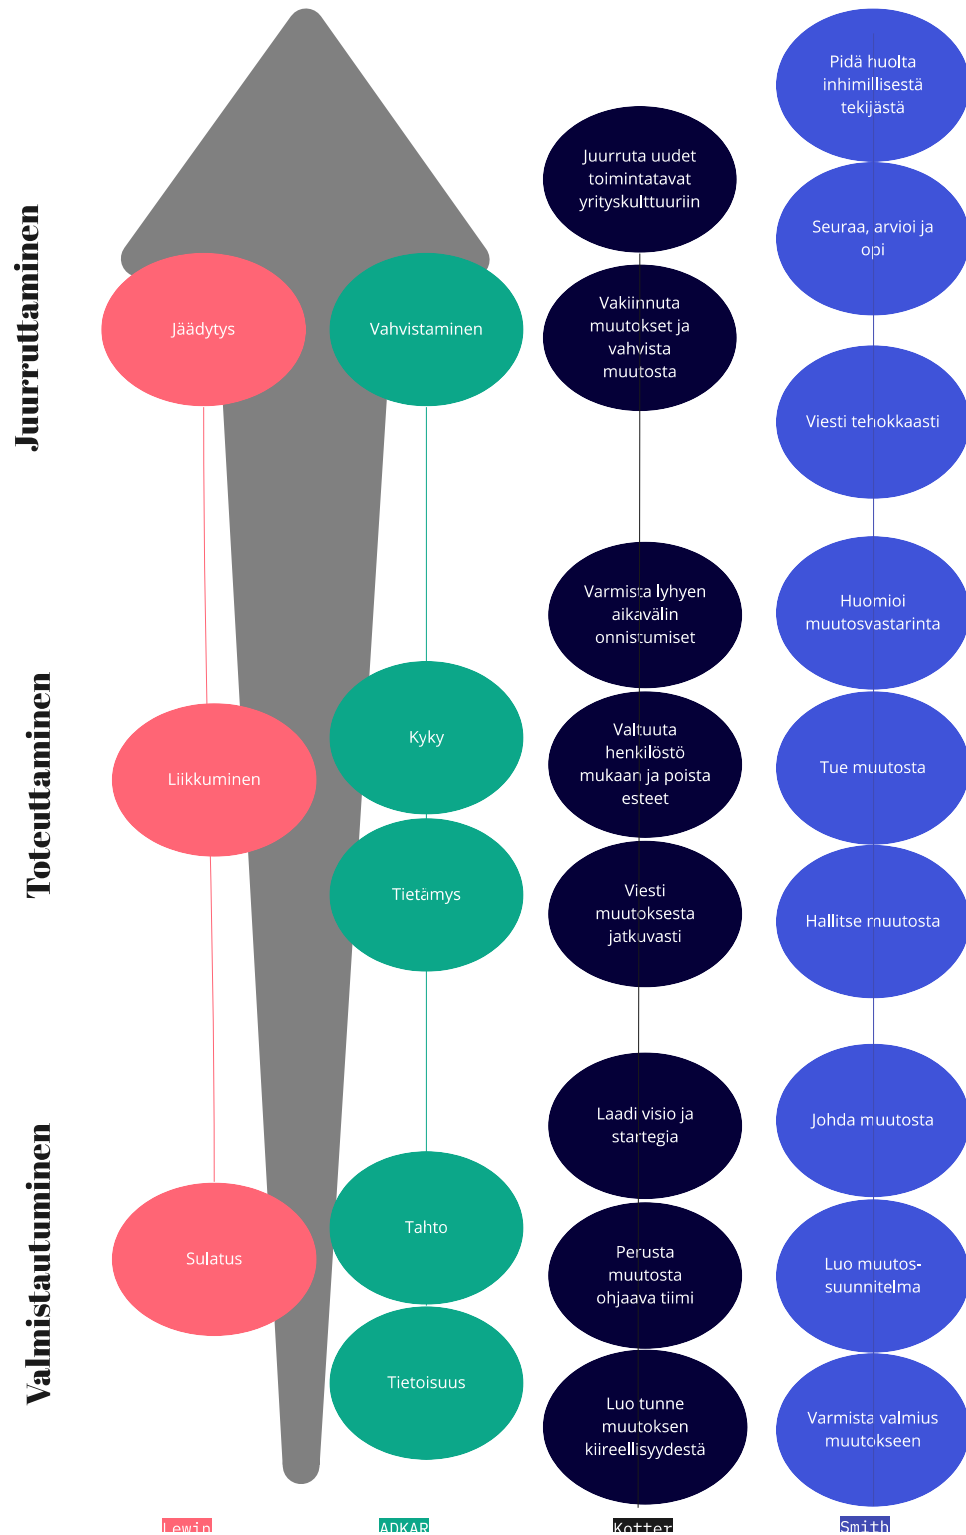 Pidä huolta
inhimillisestä
tekijästä
Juurruta uudet
toimintatavat
yrityskulttuuriin
Seuraa, arvioi ja
opi
Juurruttaminen
Jäädytys
Vahvistaminen
Vakiinnuta
muutokset ja
vahvista
muutosta
Viesti tehokkaasti
Toteuttaminen
Liikkuminen
Kyky
Tietämys
Varmista lyhyen
aikavälin
onnistumiset
Valtuuta
henkilöstö
mukaan ja poista
esteet
Viesti
muutoksesta
jatkuvasti
Huomioi
muutosvastarinta
Tue muutosta
Hallitse muutosta
Valmistautuminen
Sulatus
Tahto
Tietoisuus
Laadi visio ja
startegia
Perusta
muutosta
ohjaava tiimi
Luo tunne
muutoksen
kiireellisyydestä
Johda muutosta
Luo muutos-
suunnitelma
Varmista valmius
muutokseen
Lewin
ADKAR
Kotter
Smith